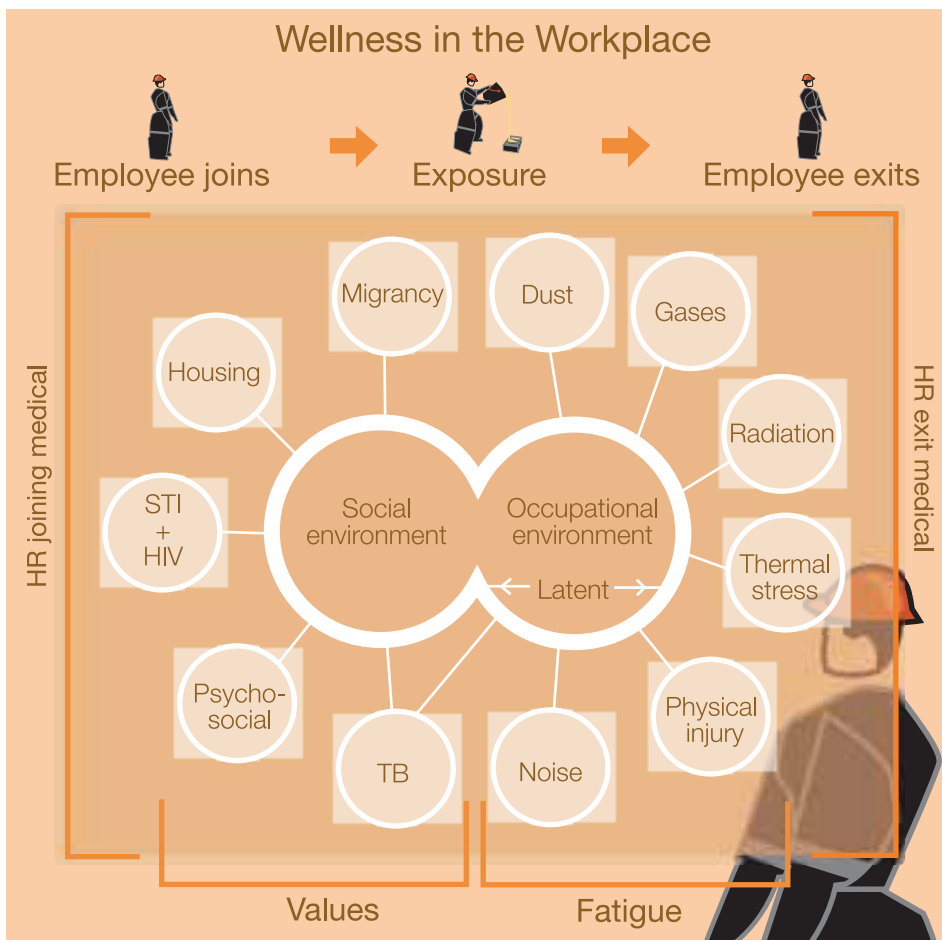 Wellness in the Workplace
Employee joins
Exposure
Employee exits
HR joining medical
HR exit medical
Migrancy
Dust
Gases
Housing
Radiation
STI
+
HIV
Social
environment
Occupational
environment
Latent
Thermal
stress
Psycho-
social
Physical
injury
TB
Noise
Values
Fatigue